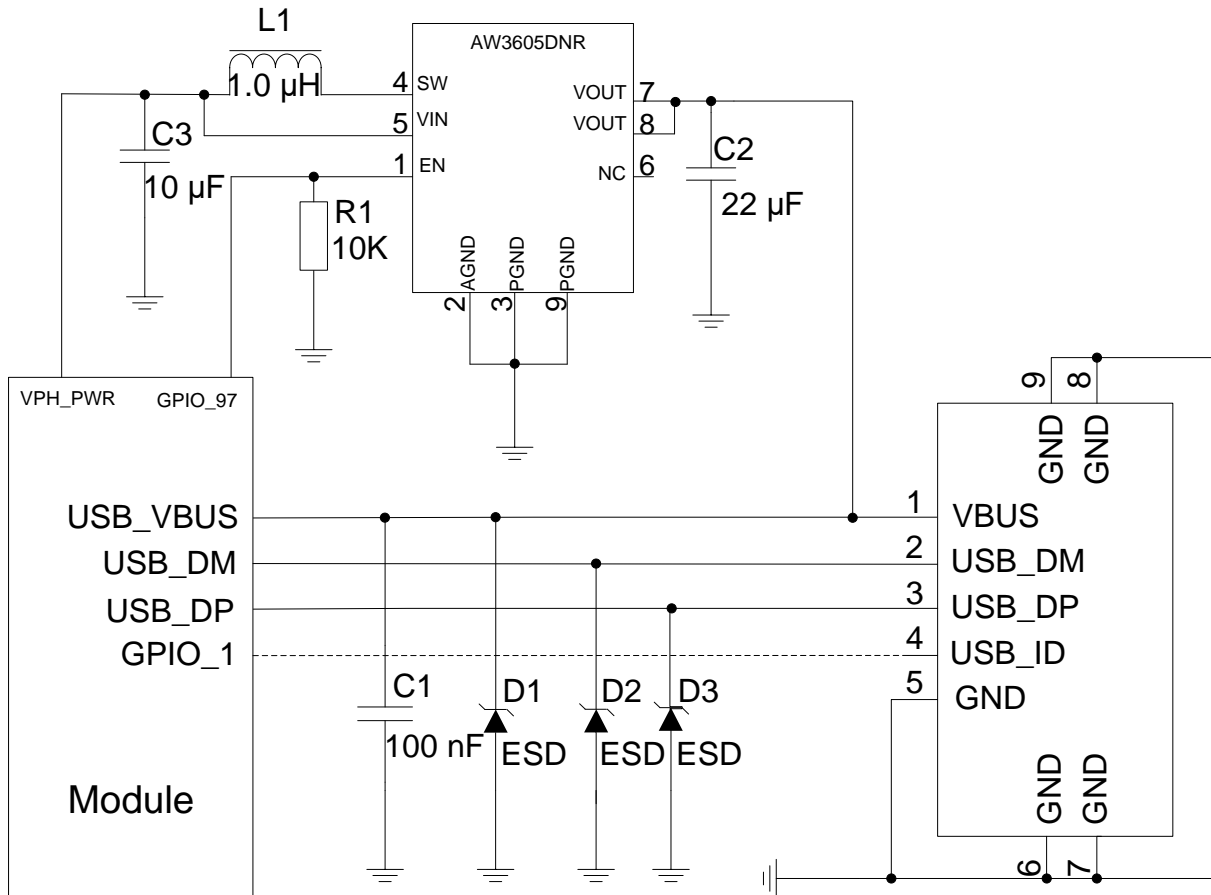 L1
1.0 µH
AW3605DNR
4
SW
5
VIN
1
EN
VOUT
7
VOUT
8
NC
6
AGND
2
PGND
3
PGND
9
C3
10 µF
R1
10K
C2
22 µF
VPH_PWR
GPIO_97
USB_VBUS
USB_DM
USB_DP
GPIO_1
Module
C1
100 nF
D1
ESD
D2
ESD
D3
ESD
9
8
GND
GND
1
VBUS
2
USB_DM
3
USB_DP
4
USB_ID
5
GND
GND
GND
6
7